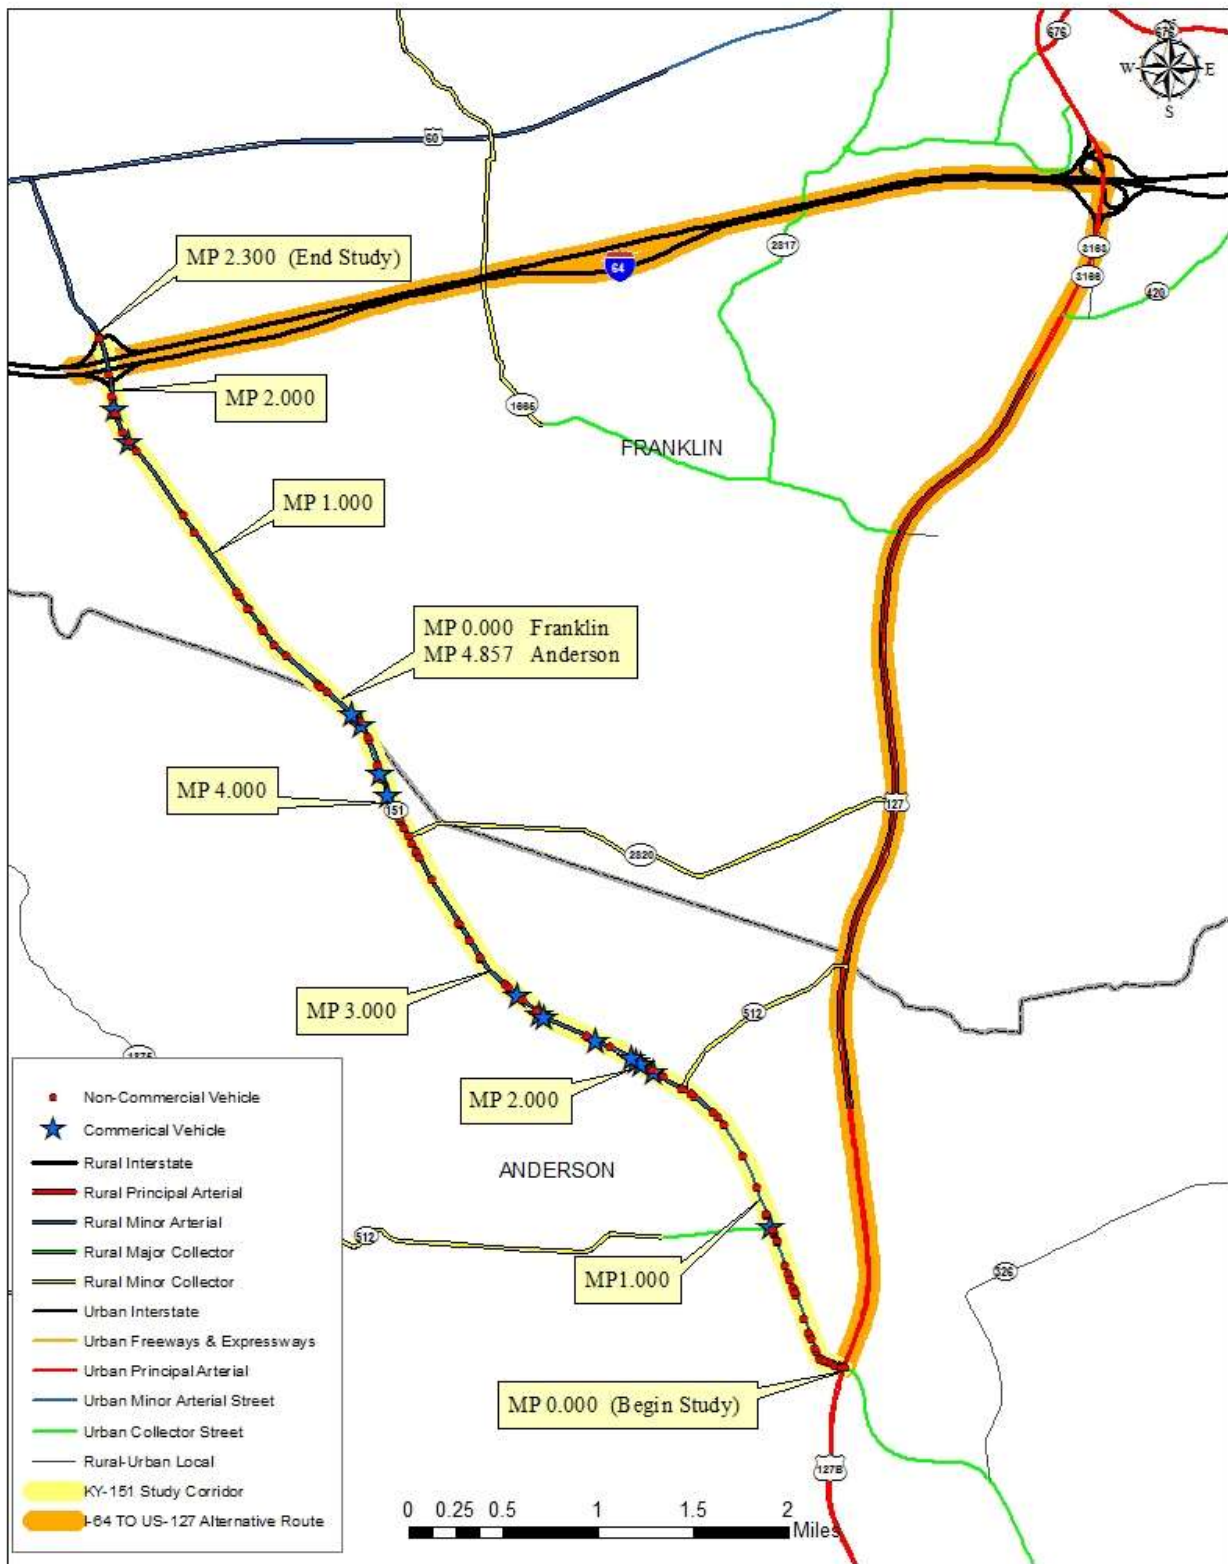 676
676
W
E
S
60
MP 2.300 (End Study)
2817
3163
3166
64
420
MP 2.000
1665
FRANKLIN
MP 1.000
MP 0.000 Franklin
MP 4.857 Anderson
MP 4.000
151
127
2820
MP 3.000
512
1875
MP 2.000
ANDERSON
512
MP1.000
326
MP 0.000 (Begin Study)
127B
Non-Commercial Vehicle
Commerical Vehicle
Rural Interstate
Rural Principal Arterial
Rural Minor Arterial
Rural Major Collector
Rural Minor Collector
Urban Interstate
Urban Freeways & Expressways
Urban Principal Arterial
Urban Minor Arterial Street
Urban Collector Street
Rural-Urban Local
KY-151 Study Corridor
I-64 TO US-127 Alternative Route
0 0.25 0.5 1 1.5 2
Miles